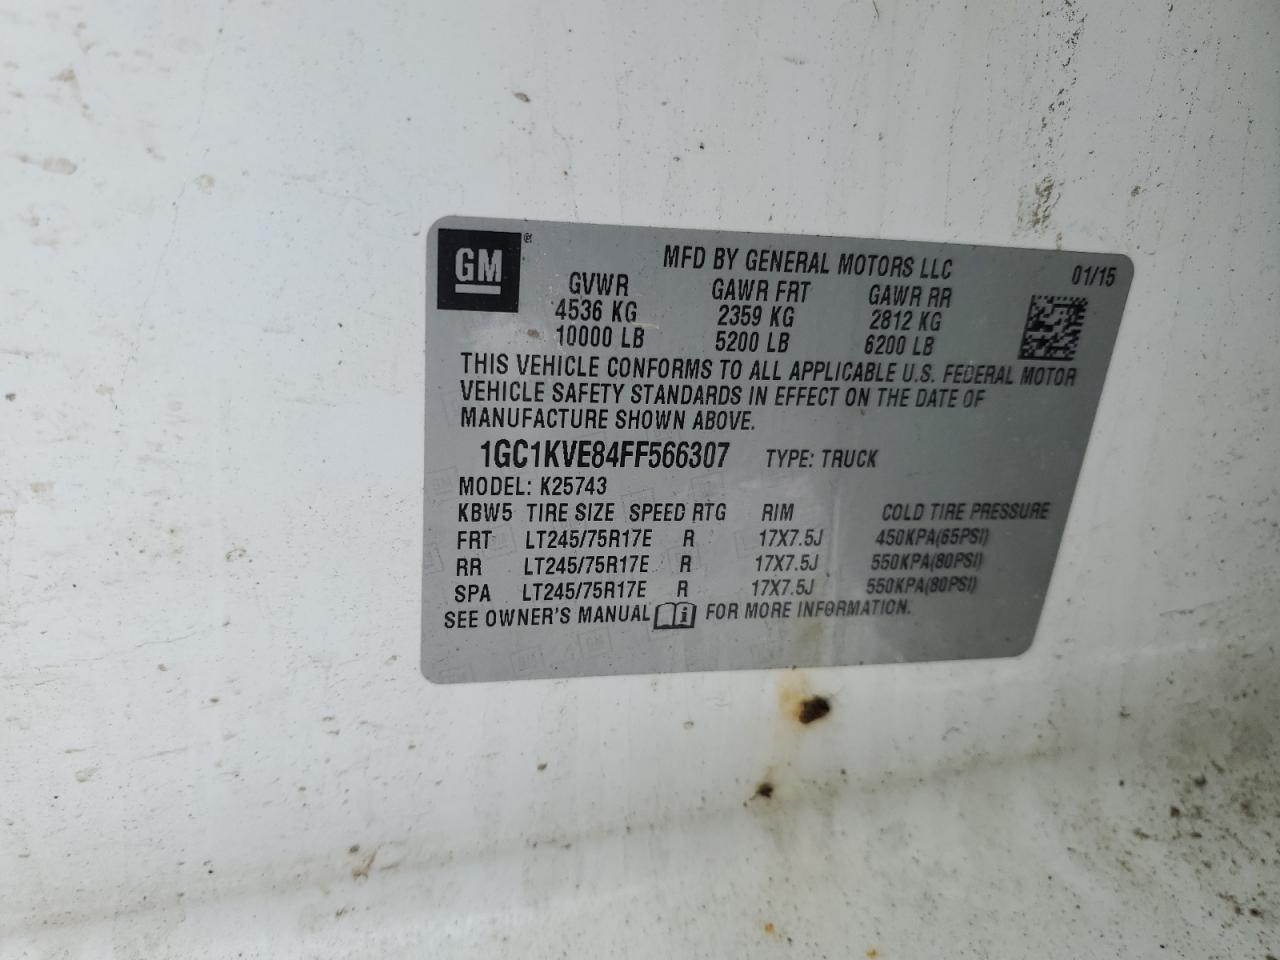 GM®
MFD BY GENERAL MOTORS LLC 01/15
GVWR GAWR FRT GAWR RR
4536 KG 2359 KG 2812 KG
10000 LB 5200 LB 6200 LB
THIS VEHICLE CONFORMS TO ALL APPLICABLE U.S. FEDERAL MOTOR
VEHICLE SAFETY STANDARDS IN EFFECT ON THE DATE OF
MANUFACTURE SHOWN ABOVE.
1GC1KVE84FF566307 TYPE: TRUCK
MODEL: K25743
KBW5 TIRE SIZE SPEED RTG RIM COLD TIRE PRESSURE
FRT LT245/75R17E R 17X7.5J 450KPA(65PSI)
RR LT245/75R17E R 17X7.5J 550KPA(80PSI)
SPA LT245/75R17E R 17X7.5J 550KPA(80PSI)
SEE OWNER'S MANUAL FOR MORE INFORMATION.